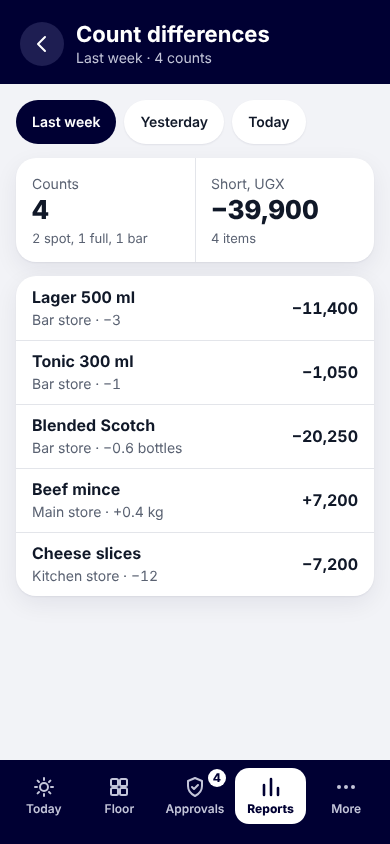 Count differences
Last week · 4 counts
Last week
Yesterday
Today
Counts
4
2 spot, 1 full, 1 bar
Short, UGX
−39,900
4 items
Lager 500 ml
Bar store · −3
−11,400
Tonic 300 ml
Bar store · −1
−1,050
Blended Scotch
Bar store · −0.6 bottles
−20,250
Beef mince
Main store · +0.4 kg
+7,200
Cheese slices
Kitchen store · −12
−7,200
Today
Floor
4
Approvals
Reports
More